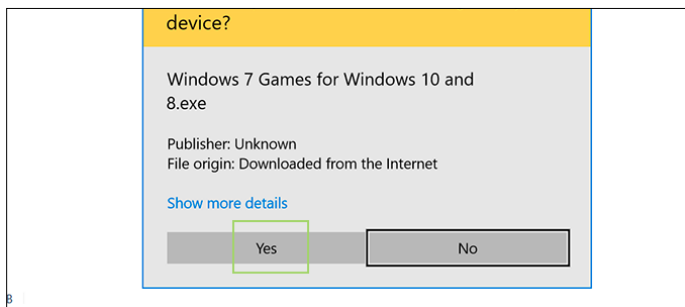 device?
Windows 7 Games for Windows 10 and
8.exe
Publisher: Unknown
File origin: Downloaded from the Internet
Show more details
Yes No
8